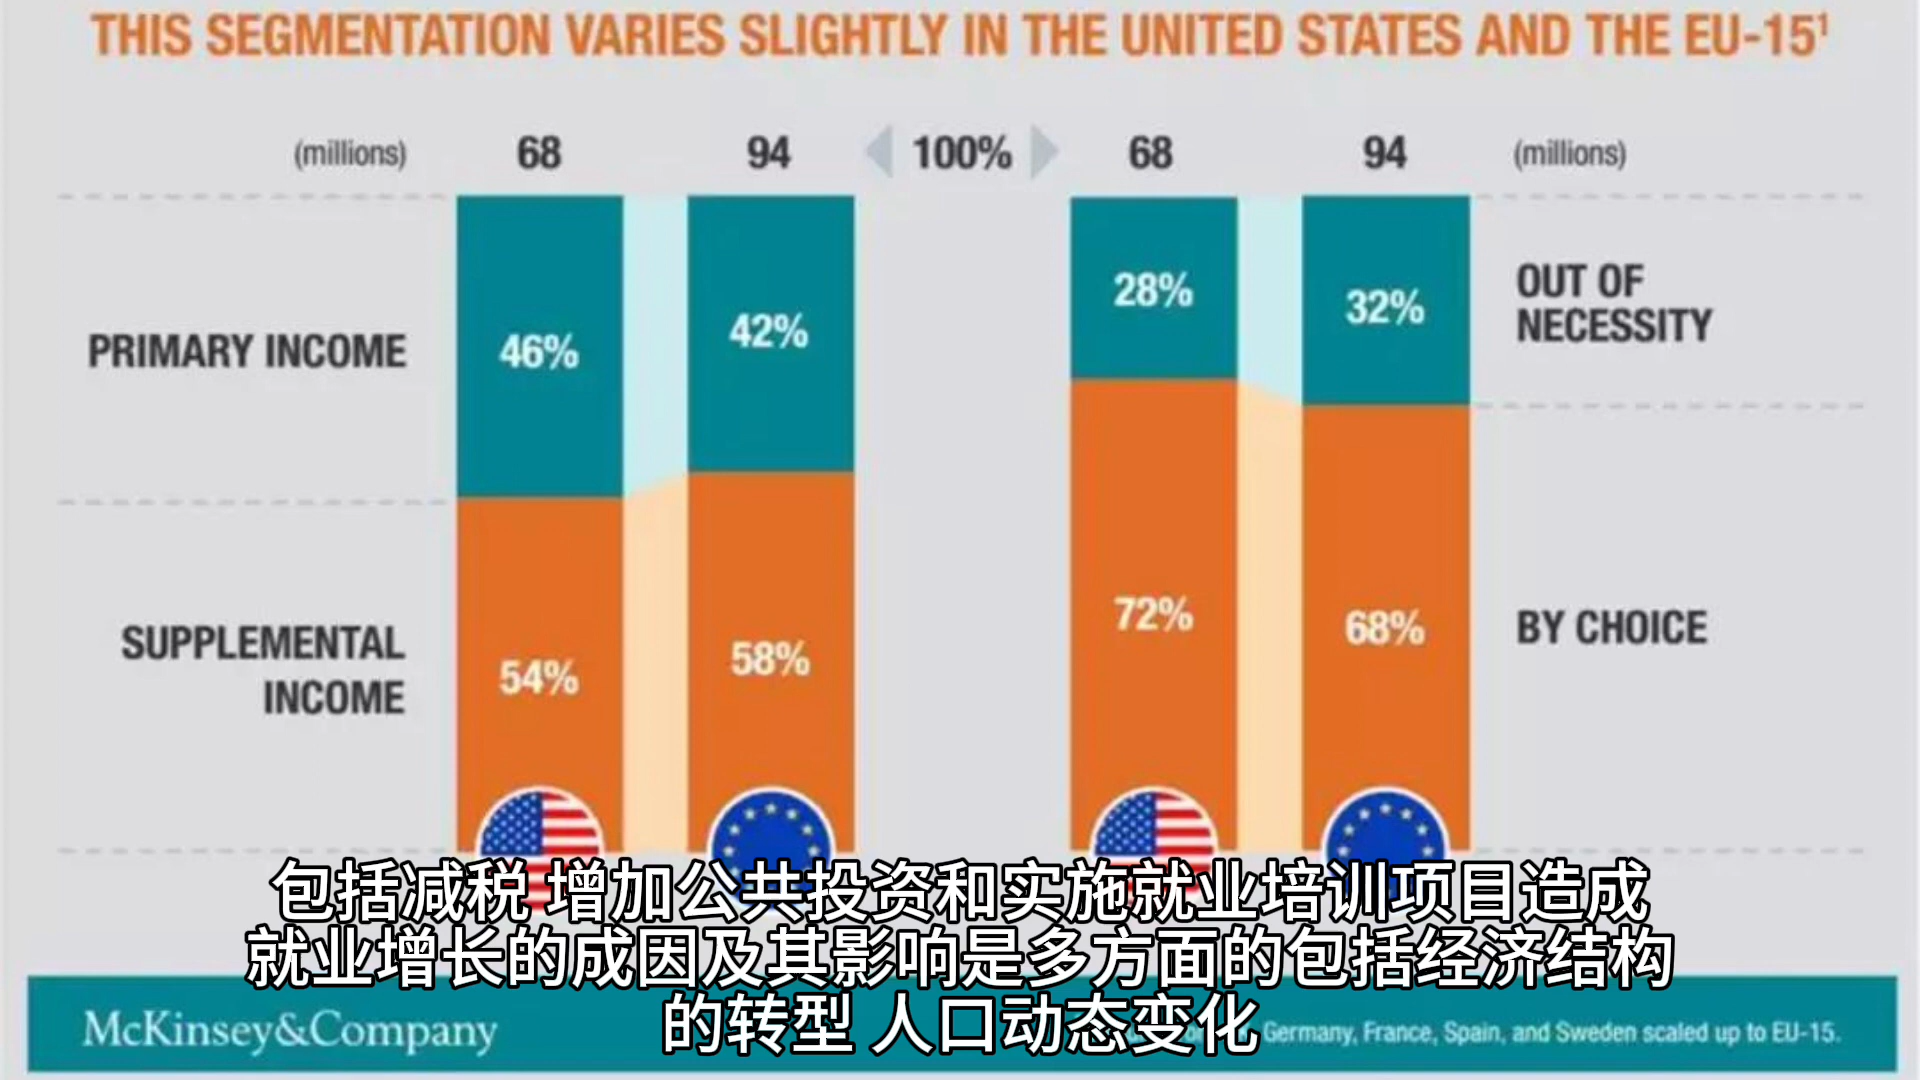 THIS SEGMENTATION VARIES SLIGHTLY IN THE UNITED STATES AND THE EU-15¹
(millions) 68 94 100% 68 94 (millions)
PRIMARY INCOME 46% 42% 28% 32% OUT OF NECESSITY
SUPPLEMENTAL INCOME 54% 58% 72% 68% BY CHOICE
包括减税 增加公共投资和实施就业培训项目造成
就业增长的成因及其影响是多方面的包括经济结构
的转型 人口动态变化
McKinsey&Company
Germany, France, Spain, and Sweden scaled up to EU-15.